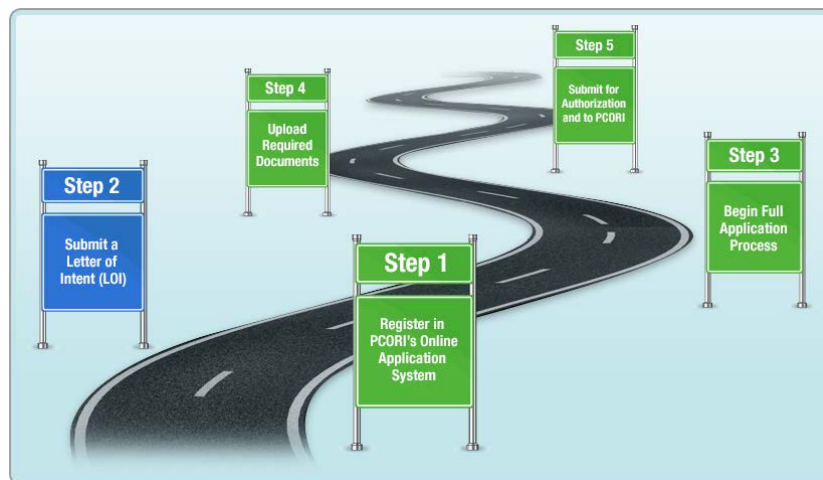 Step 1
Register in
PCORI's Online
Application
System
Step 2
Submit a
Letter of
Intent (LOI)
Step 3
Begin Full
Application
Process
Step 4
Upload
Required
Documents
Step 5
Submit for
Authorization
and to PCORI